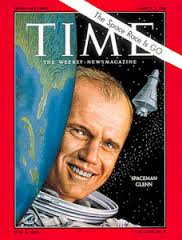 The Space Race is GO
TIME
THE WEEKLY NEWSMAGAZINE
SPACEMAN
GLENN